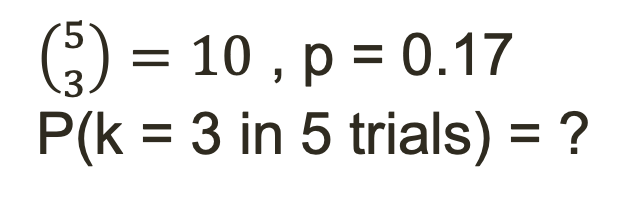 (5 3) = 10 , p = 0.17
P(k = 3 in 5 trials) = ?